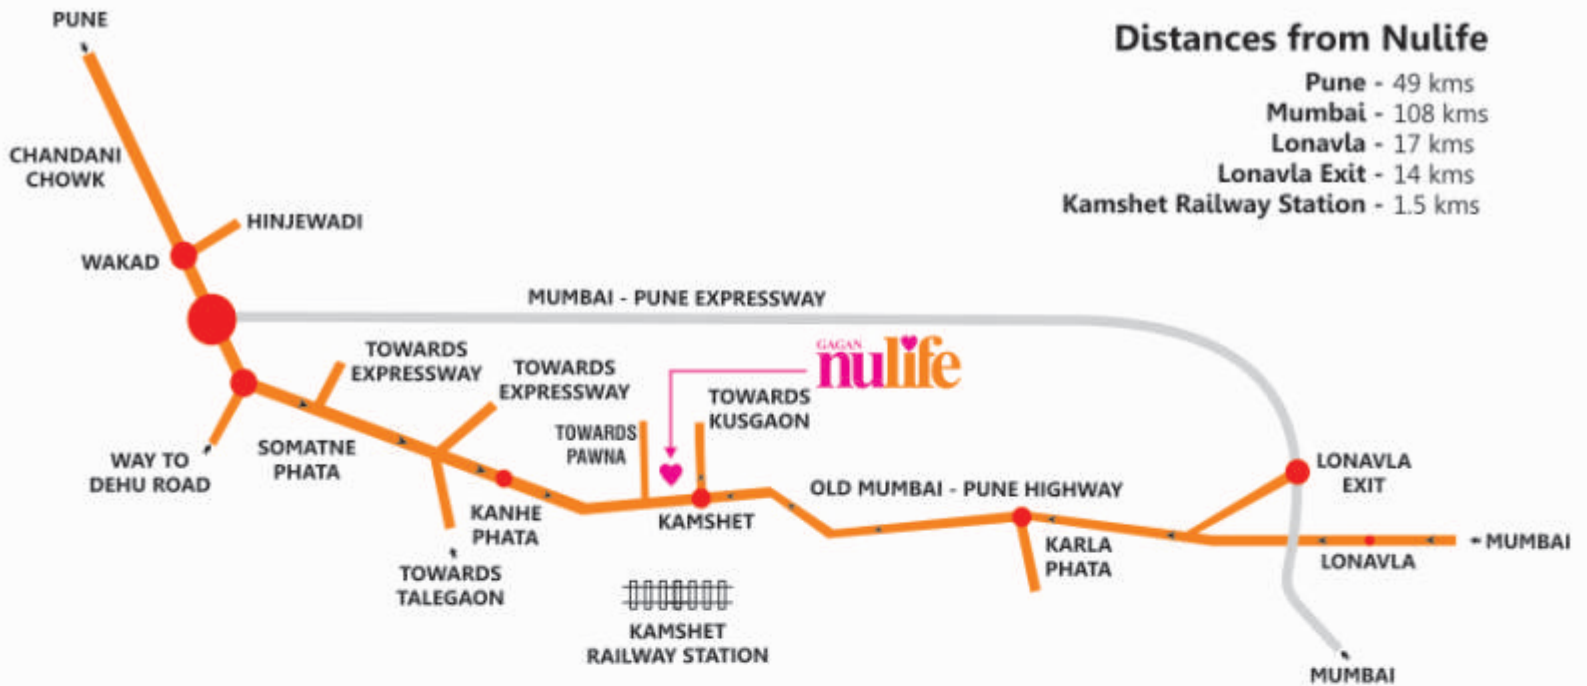 PUNE
Distances from Nulife
Pune - 49 kms
Mumbai - 108 kms
Lonavla - 17 kms
Lonavla Exit - 14 kms
Kamshet Railway Station - 1.5 kms
CHANDANI
CHOWK
HINJEWADI
WAKAD
MUMBAI - PUNE EXPRESSWAY
GAGAN
nulife
TOWARDS
EXPRESSWAY
TOWARDS
EXPRESSWAY
TOWARDS
KUSGAON
TOWARDS
PAWNA
WAY TO
DEHU ROAD
SOMATNE
PHATA
LONAVLA
EXIT
OLD MUMBAI - PUNE HIGHWAY
KANHE
PHATA
KAMSHET
KARLA
PHATA
MUMBAI
LONAVLA
TOWARDS
TALEGAON
KAMSHET
RAILWAY STATION
MUMBAI